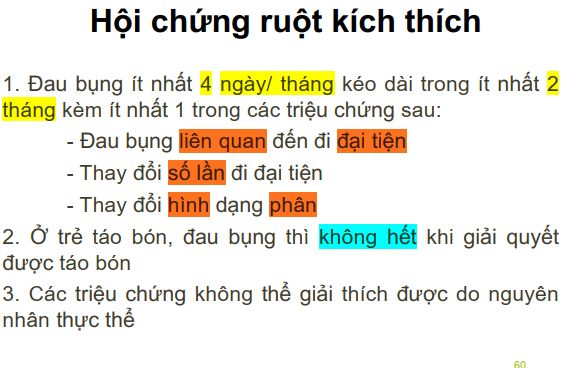 Hội chứng ruột kích thích
1. Đau bụng ít nhất 4 ngày/ tháng kéo dài trong ít nhất 2
tháng kèm ít nhất 1 trong các triệu chứng sau:
- Đau bụng liên quan đến đi đại tiện
- Thay đổi số lần đi đại tiện
- Thay đổi hình dạng phân
2. Ở trẻ táo bón, đau bụng thì không hết khi giải quyết
được táo bón
3. Các triệu chứng không thể giải thích được do nguyên
nhân thực thể
60